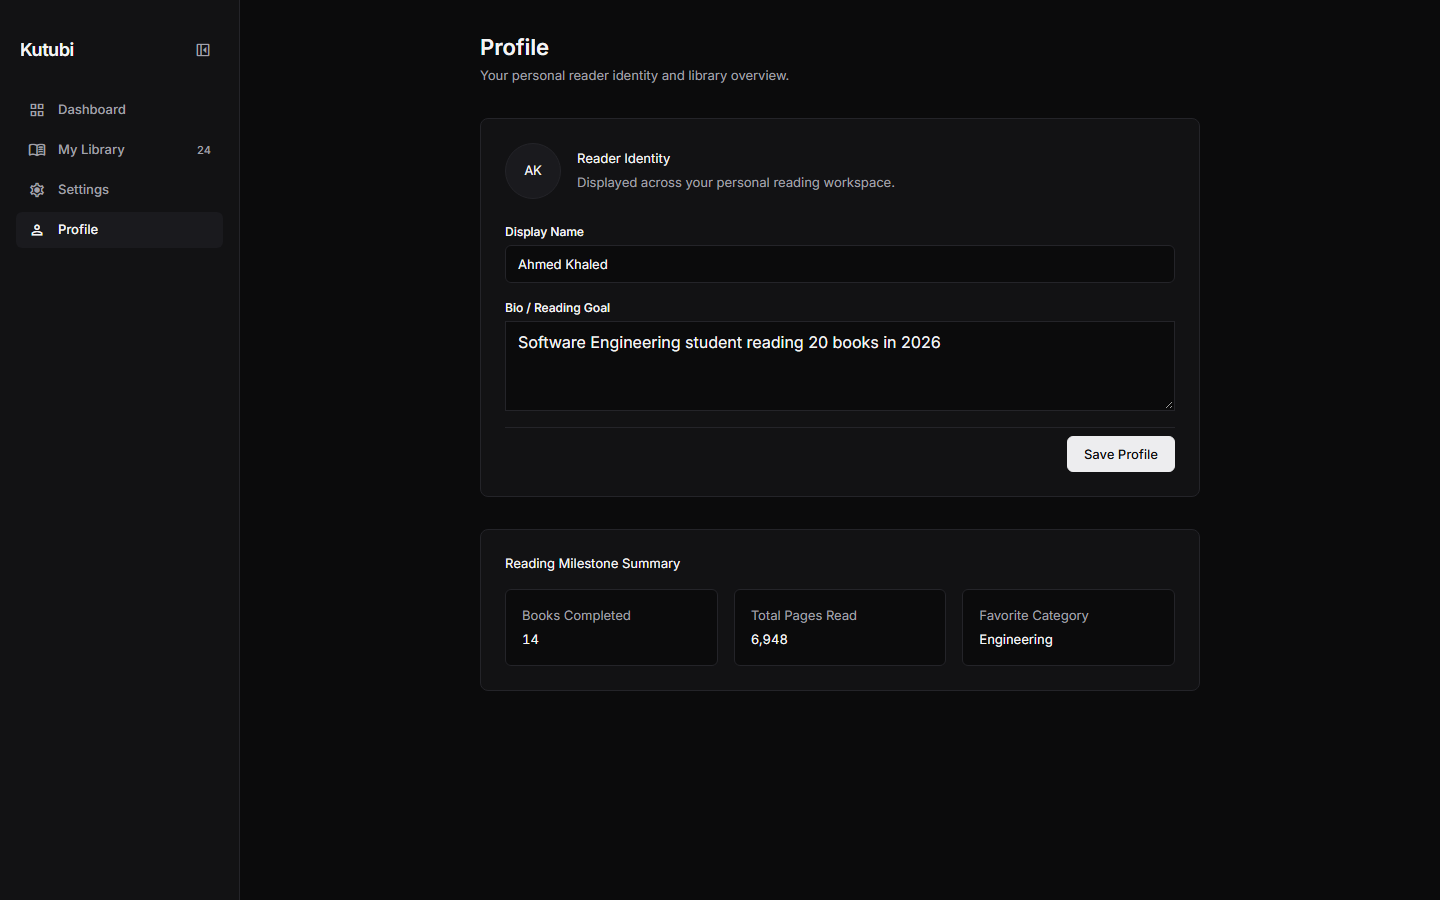 Kutubi
Dashboard
My Library 24
Settings
Profile
Profile
Your personal reader identity and library overview.
AK
Reader Identity
Displayed across your personal reading workspace.
Display Name
Ahmed Khaled
Bio / Reading Goal
Software Engineering student reading 20 books in 2026
Save Profile
Reading Milestone Summary
Books Completed
14
Total Pages Read
6,948
Favorite Category
Engineering